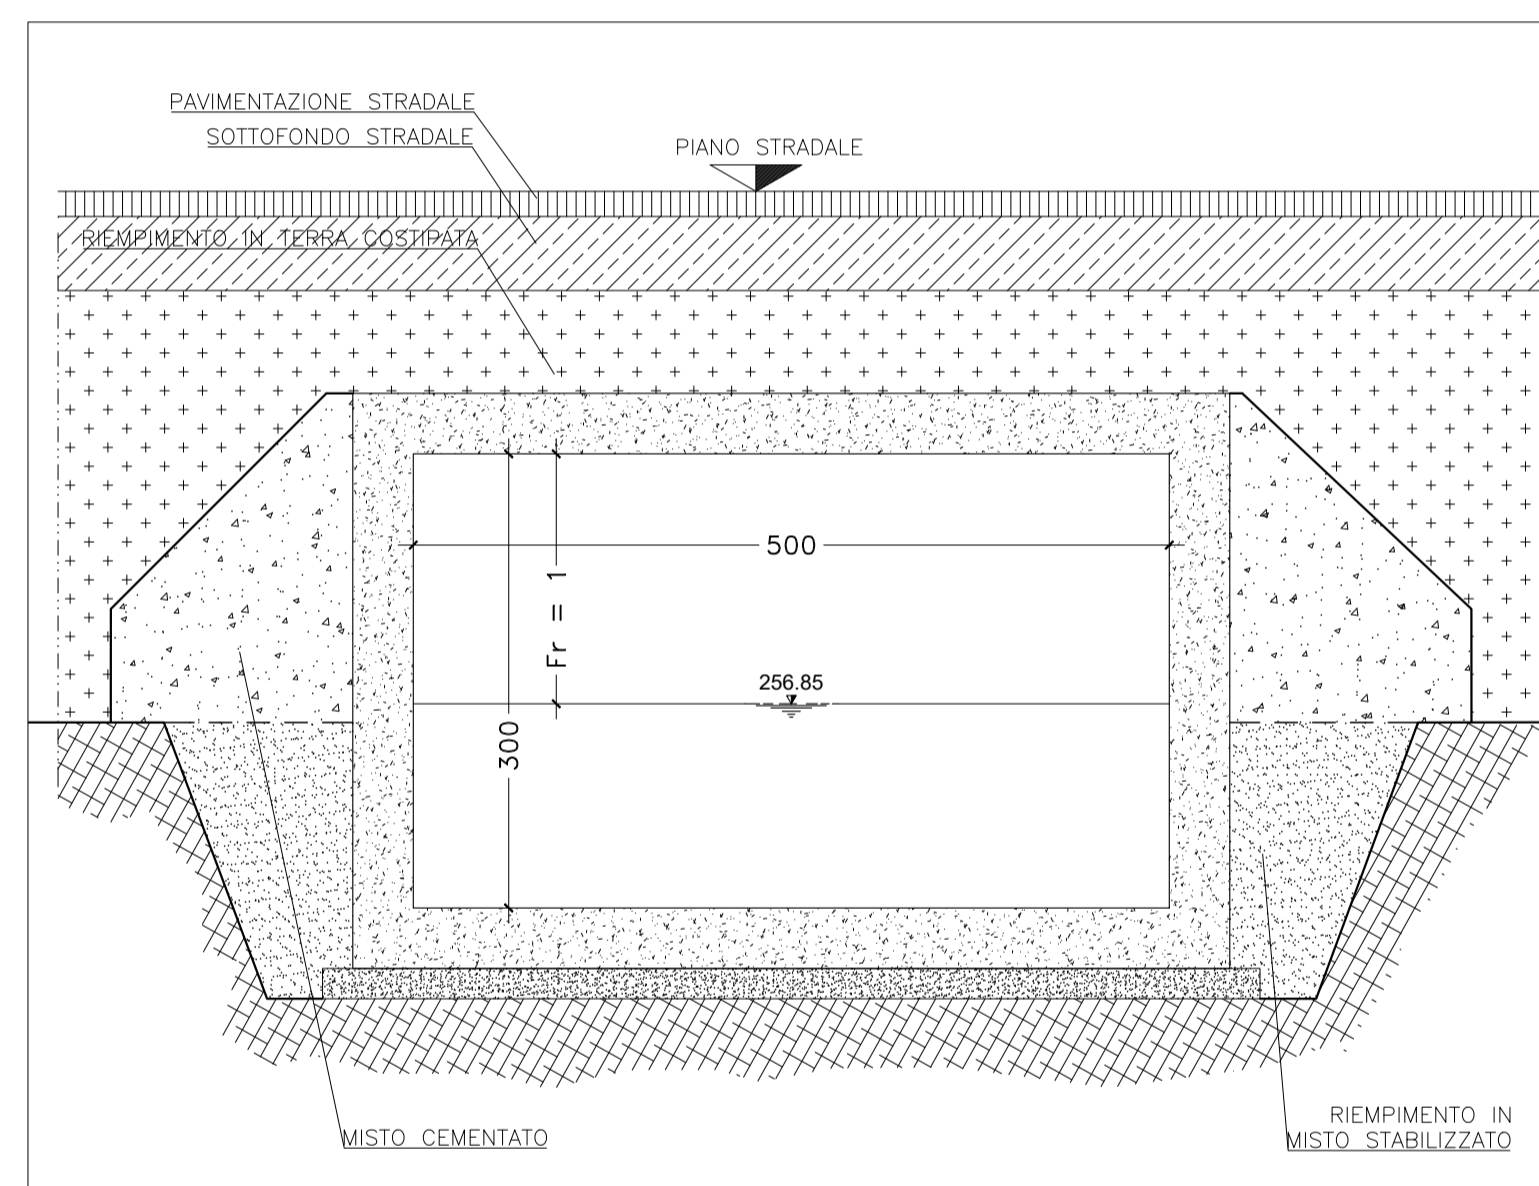 PAVIMENTAZIONE STRADALE
SOTTOFONDO STRADALE
PIANO STRADALE
RIEMPIMENTO IN TERRA COSTIPATA
500
Fr = 1
256.85
300
MISTO CEMENTATO
RIEMPIMENTO IN
MISTO STABILIZZATO